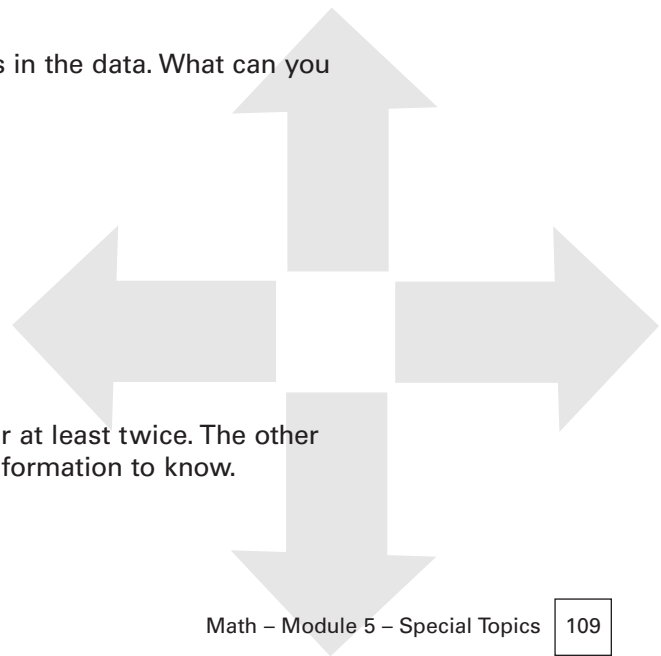 s in the data. What can you
r at least twice. The other
formation to know.
Math – Module 5 – Special Topics 109